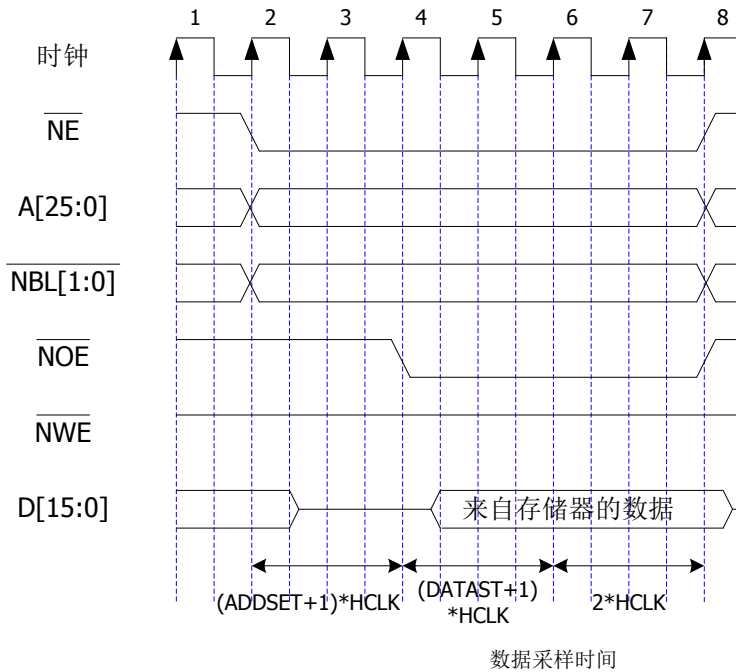 1 2 3 4 5 6 7 8
时钟
NE
A[25:0]
NBL[1:0]
NOE
NWE
D[15:0]
来自存储器的数据
(ADDSET+1)*HCLK
(DATAST+1)
*HCLK
2*HCLK
数据采样时间